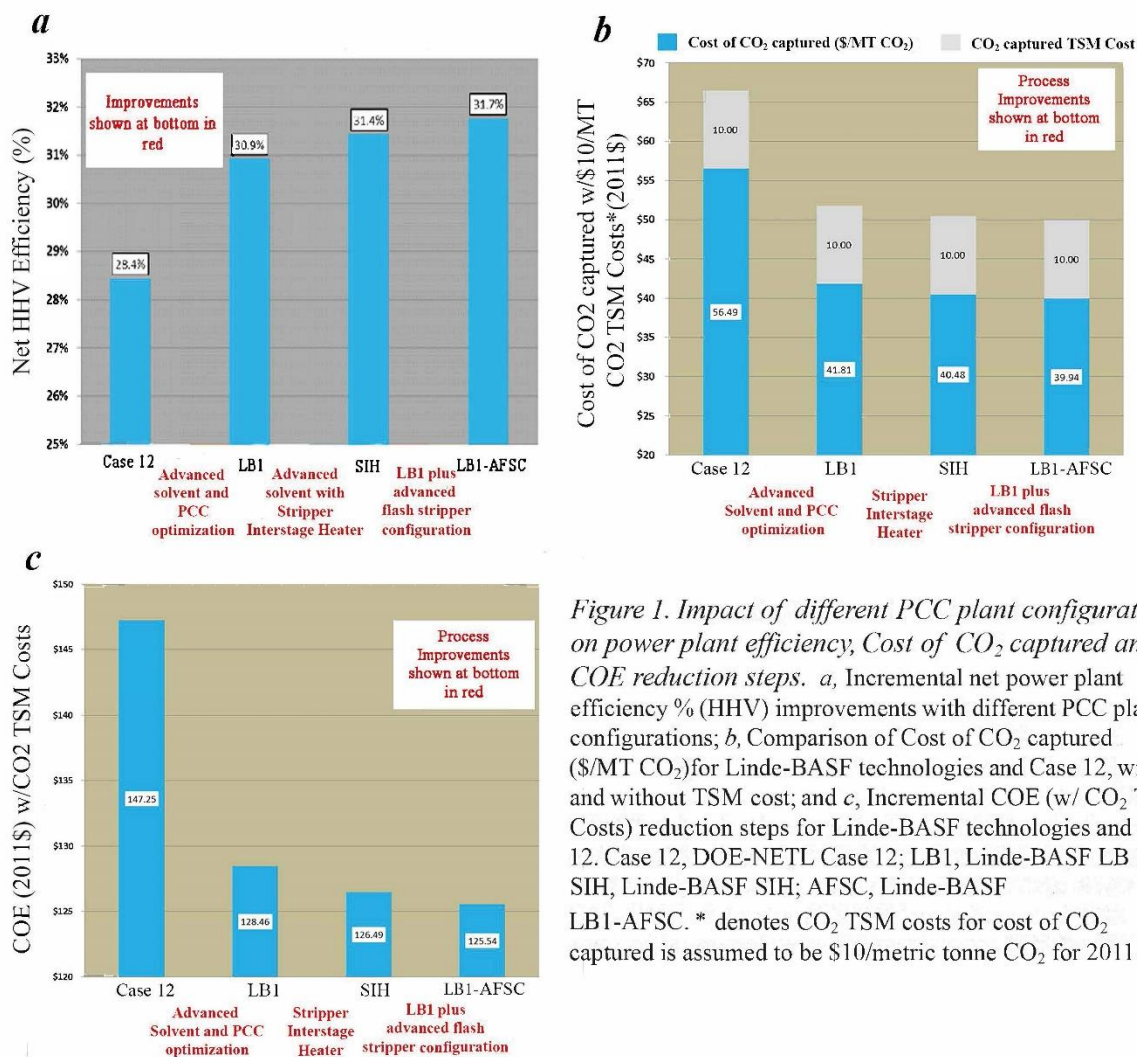 a
Net HHV Efficiency (%)
33%
32%
31%
30%
29%
28%
27%
26%
25%
Improvements
shown at bottom in
red
28.4%
30.9%
31.4%
31.7%
Case 12
LB1
SIH
LB1-AFSC
Advanced
solvent and
PCC
optimization
Advanced
solvent with
Stripper
Interstage Heater
LB1 plus
advanced
flash stripper
configuration
b
Cost of CO₂ captured ($/MT CO₂)
CO₂ captured TSM Cost
Cost of CO2 captured w/$10/MT
CO2 TSM Costs*(2011$)
$70
$65
$60
$55
$50
$45
$40
$35
$30
$25
$20
Process
Improvements
shown at bottom
in red
10.00
10.00
10.00
10.00
56.49
41.81
40.48
39.94
Case 12
LB1
SIH
LB1-AFSC
Advanced
Solvent and PCC
optimization
Stripper
Interstage
Heater
LB1 plus
advanced flash
stripper configuration
c
COE (2011$) w/CO2 TSM Costs
$150
$145
$140
$135
$130
$125
$120
Process
Improvements
shown at bottom
in red
147.25
128.46
126.49
125.54
Case 12
LB1
SIH
LB1-AFSC
Advanced
Solvent and PCC
optimization
Stripper
Interstage
Heater
LB1 plus
advanced flash
stripper configuration
Figure 1. Impact of different PCC plant configurat
on power plant efficiency, Cost of CO₂ captured an
COE reduction steps. a, Incremental net power plant
efficiency % (HHV) improvements with different PCC pla
configurations; b, Comparison of Cost of CO₂ captured
($/MT CO₂)for Linde-BASF technologies and Case 12, wi
and without TSM cost; and c, Incremental COE (w/ CO₂ T
Costs) reduction steps for Linde-BASF technologies and
12. Case 12, DOE-NETL Case 12; LB1, Linde-BASF LB
SIH, Linde-BASF SIH; AFSC, Linde-BASF
LB1-AFSC. * denotes CO₂ TSM costs for cost of CO₂
captured is assumed to be $10/metric tonne CO₂ for 2011